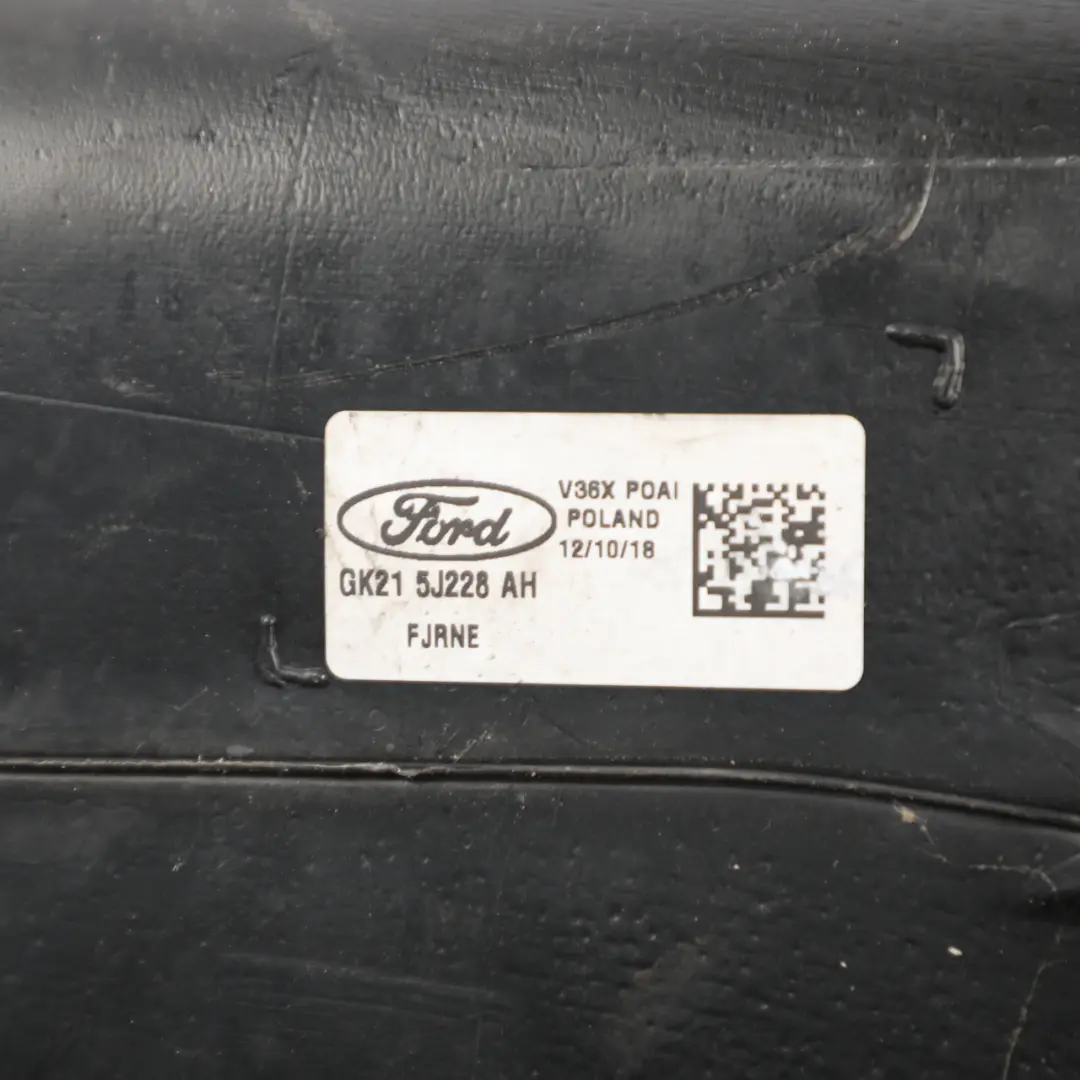 Ford
V36X POAI
POLAND
12/10/18
GK21 5J228 AH
FJRNE